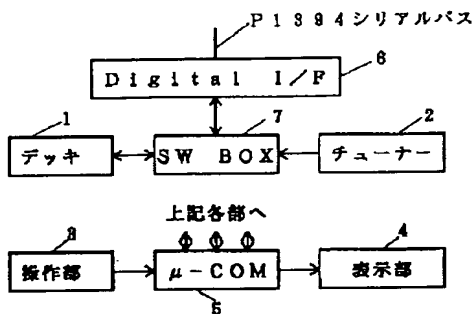 P1394シリアルバス
Digital I/F
6
1
7
2
デッキ
SW BOX
チューナー
上記各部へ
3
4
操作部
μ-COM
表示部
5